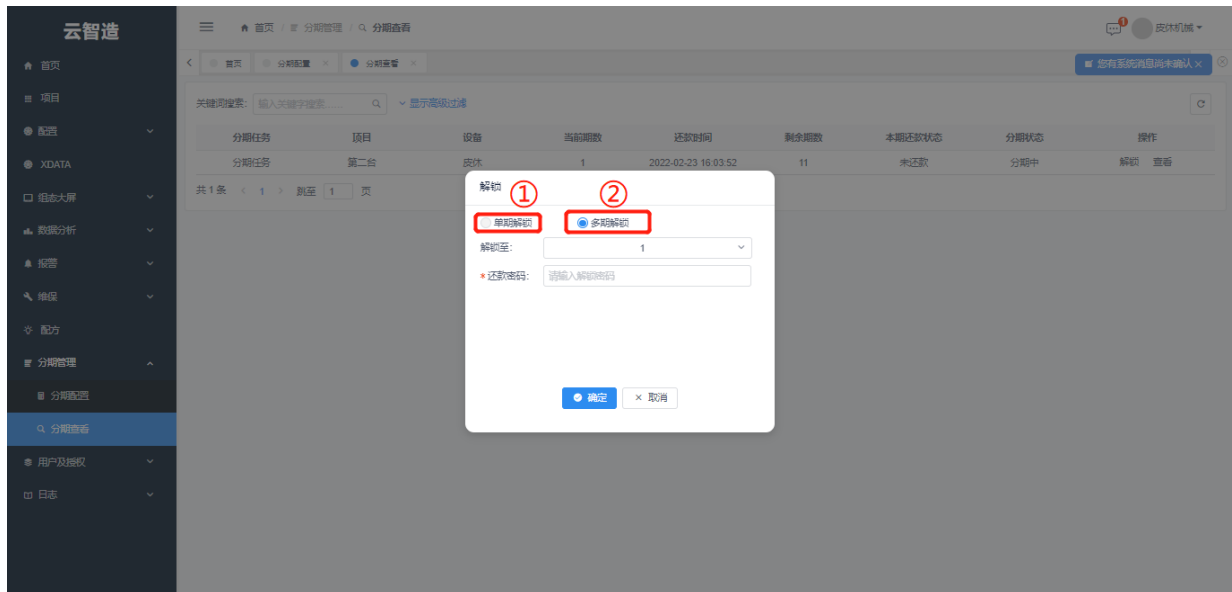 云智造
首页 / 分期管理 / 分期查看
1
皮休机械
首页
分期配置 ×
分期查看 ×
您有系统消息尚未确认 ×
首页
项目
配置
XDATA
组态大屏
数据分析
报警
维保
配方
分期管理
分期配置
分期查看
用户及授权
日志
关键词搜索: 输入关键字搜索...... 显示高级过滤
分期任务 项目 设备 当前期数 还款时间 剩余期数 本期还款状态 分期状态 操作
分期任务 第二台 皮休 1 2022-02-23 16:03:52 11 未还款 分期中 解锁 查看
共 1 条 < 1 > 跳至 1 页
解锁
① ②
单期解锁 多期解锁
解锁至: 1
*还款密码: 请输入解锁密码
确定 × 取消